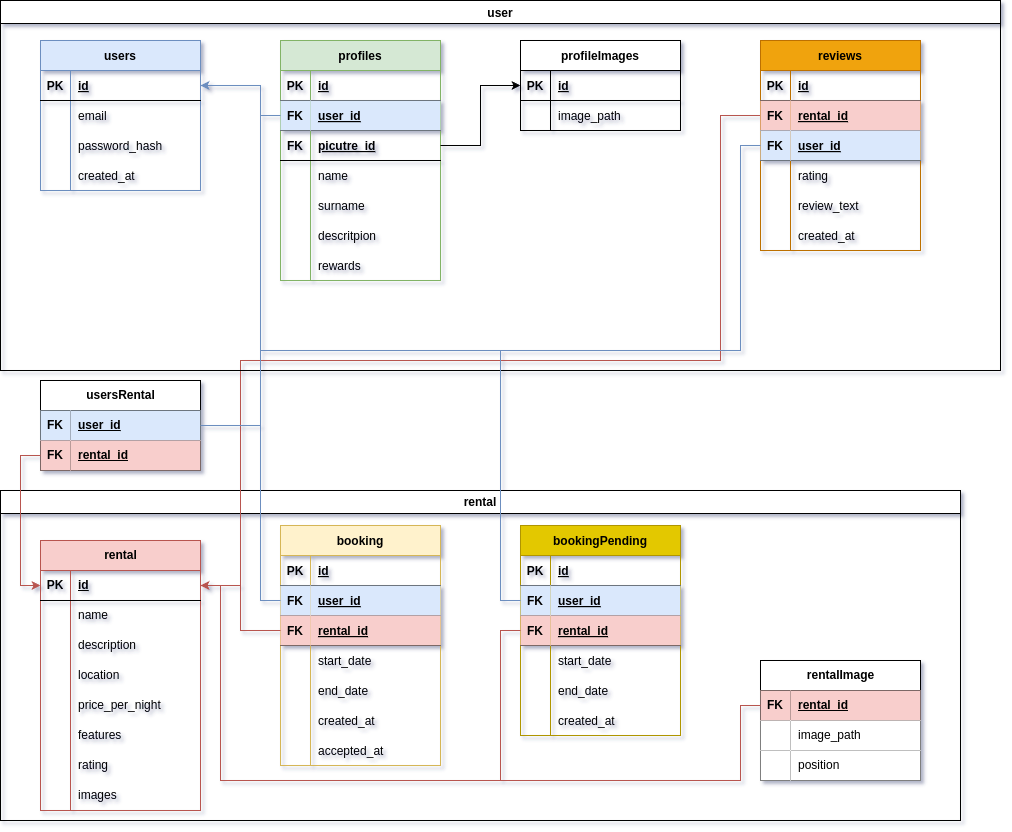 user
users
PK id
email
password_hash
created_at
profiles
PK id
FK user_id
FK picutre_id
name
surname
descritpion
rewards
profileImages
PK id
image_path
reviews
PK id
FK rental_id
FK user_id
rating
review_text
created_at
usersRental
FK user_id
FK rental_id
rental
rental
PK id
name
description
location
price_per_night
features
rating
images
booking
PK id
FK user_id
FK rental_id
start_date
end_date
created_at
accepted_at
bookingPending
PK id
FK user_id
FK rental_id
start_date
end_date
created_at
rentalImage
FK rental_id
image_path
position